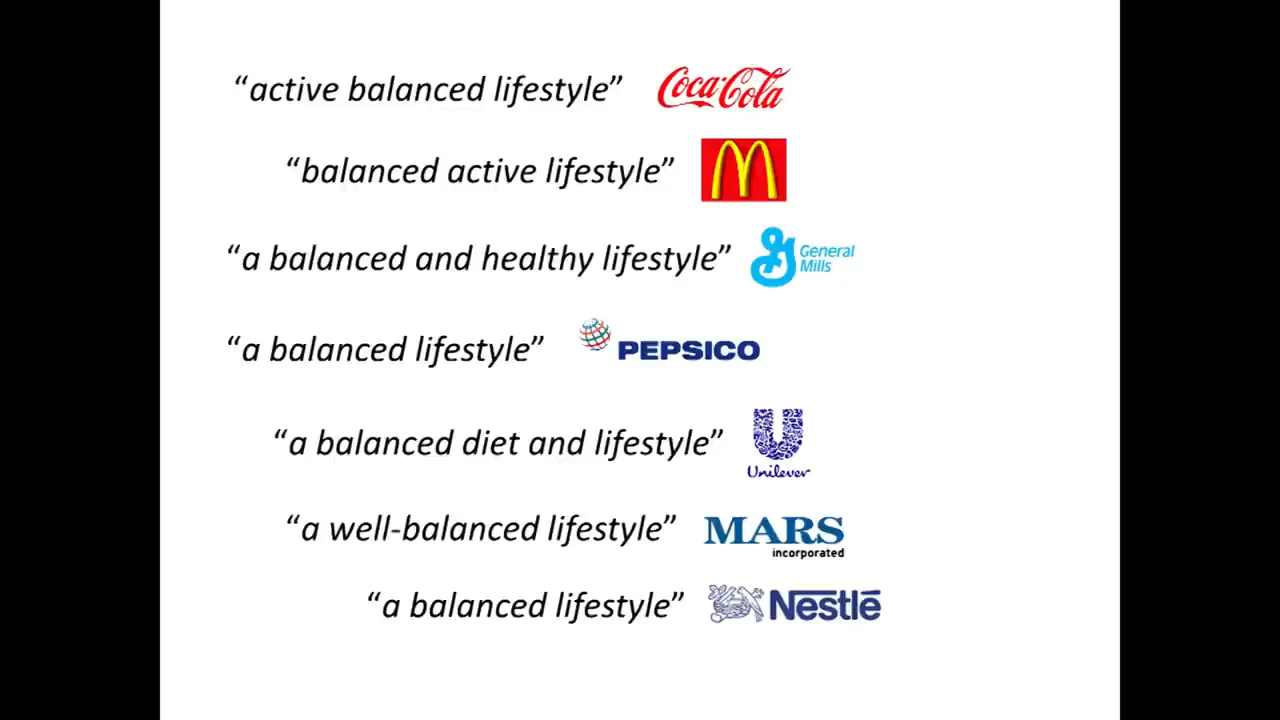 “active balanced lifestyle” Coca-Cola
“balanced active lifestyle”
“a balanced and healthy lifestyle” General Mills
“a balanced lifestyle” PEPSICO
“a balanced diet and lifestyle” Unilever
“a well-balanced lifestyle” MARS incorporated
“a balanced lifestyle” Nestlé